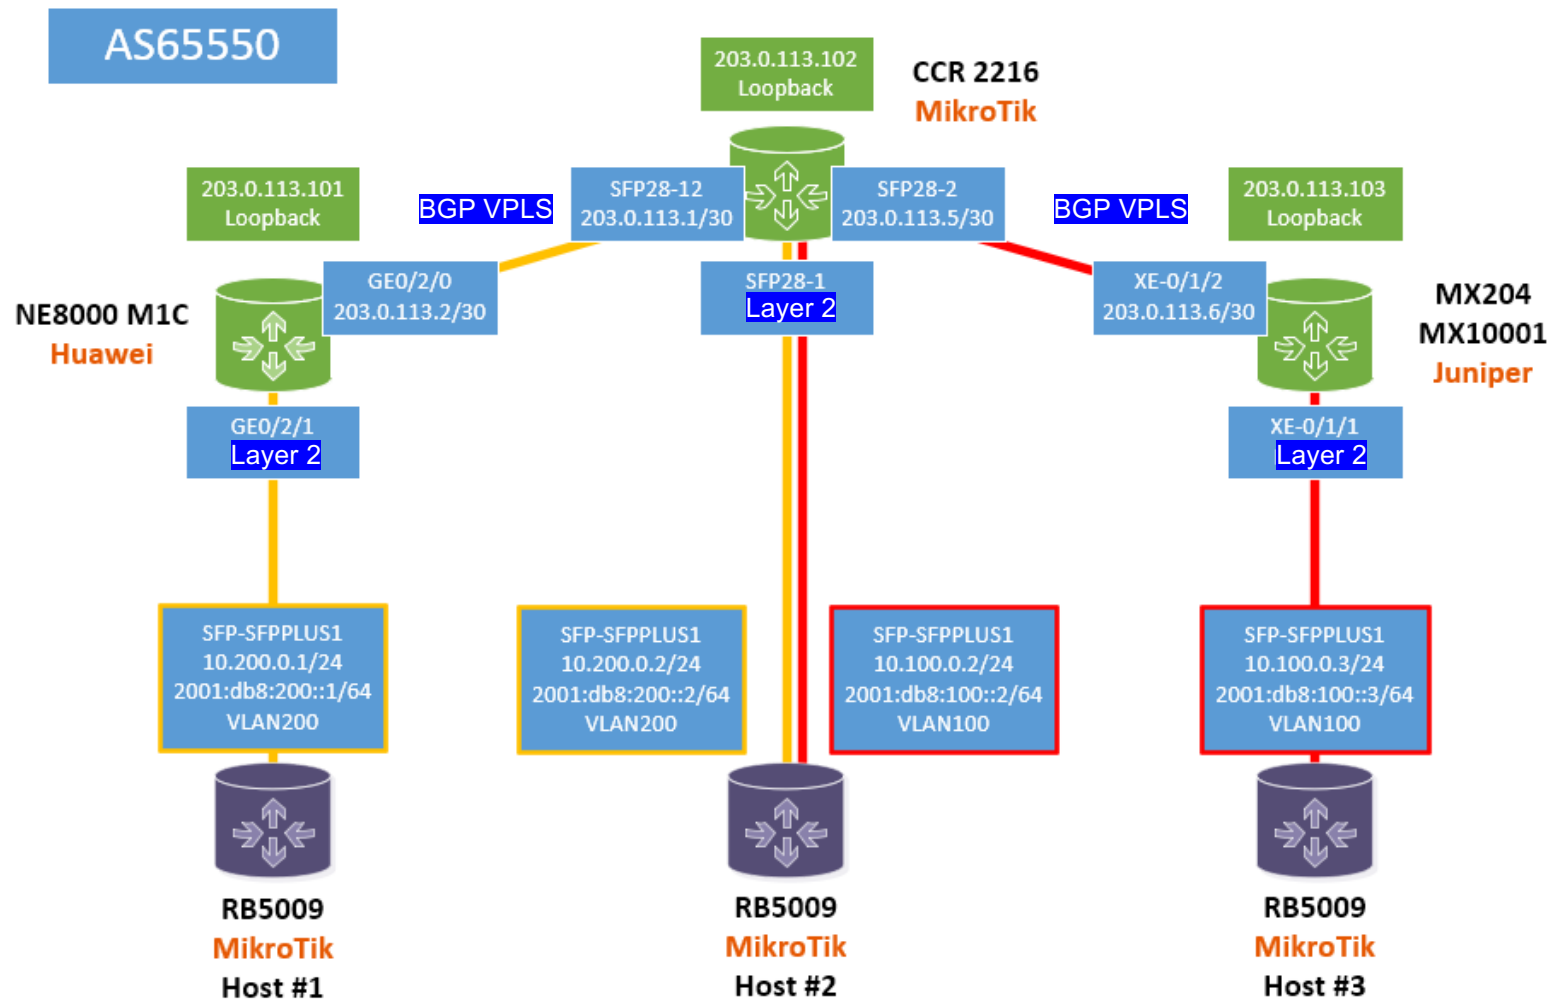 AS65550
203.0.113.102
Loopback
CCR 2216
MikroTik
203.0.113.101
Loopback
BGP VPLS
SFP28-12
203.0.113.1/30
SFP28-2
203.0.113.5/30
BGP VPLS
203.0.113.103
Loopback
NE8000 M1C
Huawei
GE0/2/0
203.0.113.2/30
SFP28-1
Layer 2
XE-0/1/2
203.0.113.6/30
MX204
MX10001
Juniper
GE0/2/1
Layer 2
XE-0/1/1
Layer 2
SFP-SFPPLUS1
10.200.0.1/24
2001:db8:200::1/64
VLAN200
SFP-SFPPLUS1
10.200.0.2/24
2001:db8:200::2/64
VLAN200
SFP-SFPPLUS1
10.100.0.2/24
2001:db8:100::2/64
VLAN100
SFP-SFPPLUS1
10.100.0.3/24
2001:db8:100::3/64
VLAN100
RB5009
MikroTik
Host #1
RB5009
MikroTik
Host #2
RB5009
MikroTik
Host #3